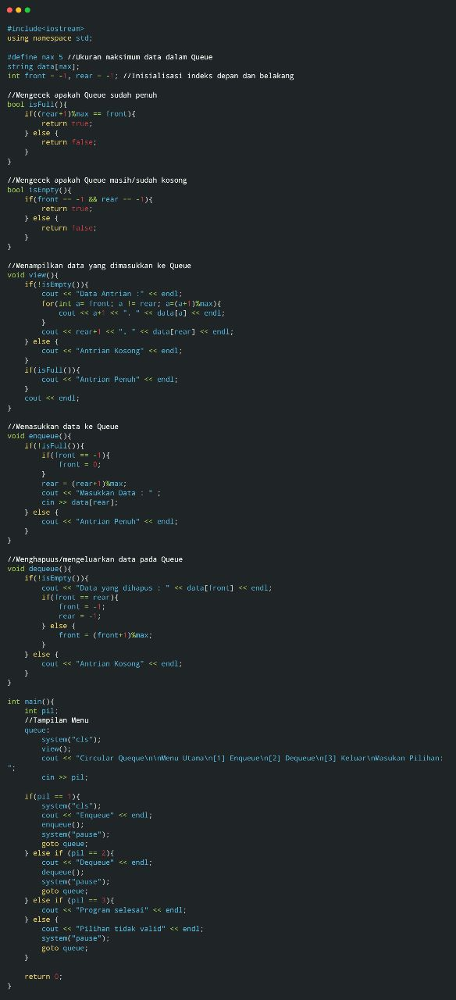 #include<iostream>
using namespace std;

#define max 5 //Ukuran maksimum data dalam Queue
string data[max];
int front = -1, rear = -1; //Inisialisasi indeks depan dan belakang

//Mengecek apakah Queue sudah penuh
bool isFull(){
    if((rear+1)%max == front){
        return true;
    } else {
        return false;
    }
}

//Mengecek apakah Queue masih/sudah kosong
bool isEmpty(){
    if(front == -1 && rear == -1){
        return true;
    } else {
        return false;
    }
}

//Menampilkan data yang dimasukkan ke Queue
void view(){
    if(!isEmpty()){
        cout << "Data Antrian :" << endl;
        for(int a= front; a != rear; a=(a+1)%max){
            cout << a+1 << ". " << data[a] << endl;
        }
        cout << rear+1 << ". " << data[rear] << endl;
    } else {
        cout << "Antrian Kosong" << endl;
    }
    if(isFull()){
        cout << "Antrian Penuh" << endl;
    }
    cout << endl;
}

//Memasukkan data ke Queue
void enqueue(){
    if(!isFull()){
        if(front == -1){
            front = 0;
        }
        rear = (rear+1)%max;
        cout << "Masukkan Data : " ;
        cin >> data[rear];
    } else {
        cout << "Antrian Penuh" << endl;
    }
}

//Menghapuus/mengeluarkan data pada Queue
void dequeue(){
    if(!isEmpty()){
        cout << "Data yang dihapus : " << data[front] << endl;
        if(front == rear){
            front = -1;
            rear = -1;
        } else {
            front = (front+1)%max;
        }
    } else {
        cout << "Antrian Kosong" << endl;
    }
}

int main(){
    int pil;
    //Tampilan Menu
    queue:
        system("cls");
        view();
        cout << "Circular Queque\n\nMenu Utama\n[1] Enqueue\n[2] Dequeue\n[3] Keluar\nMasukan Pilihan:
";
        cin >> pil;

    if(pil == 1){
        system("cls");
        cout << "Enqueue" << endl;
        enqueue();
        system("pause");
        goto queue;
    } else if (pil == 2){
        cout << "Dequeue" << endl;
        dequeue();
        system("pause");
        goto queue;
    } else if (pil == 3){
        cout << "Program selesai" << endl;
    } else {
        cout << "Pilihan tidak valid" << endl;
        system("pause");
        goto queue;
    }

    return 0;
}